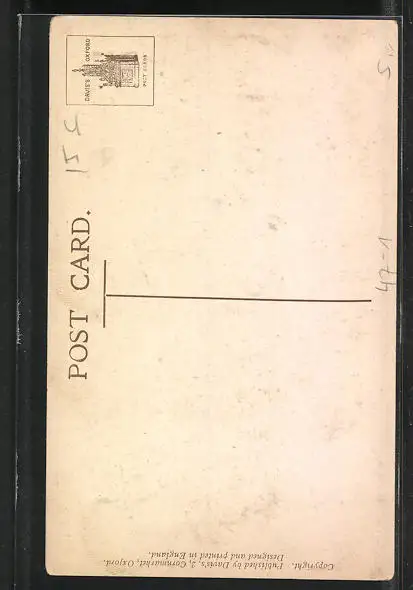 DAVIS'S OXFORD
PICT CARDS
15 c
POST CARD.
5,-
47-1
Copyright. Published by Davis's, 2, Cornmarket, Oxford.
Designed and printed in England.